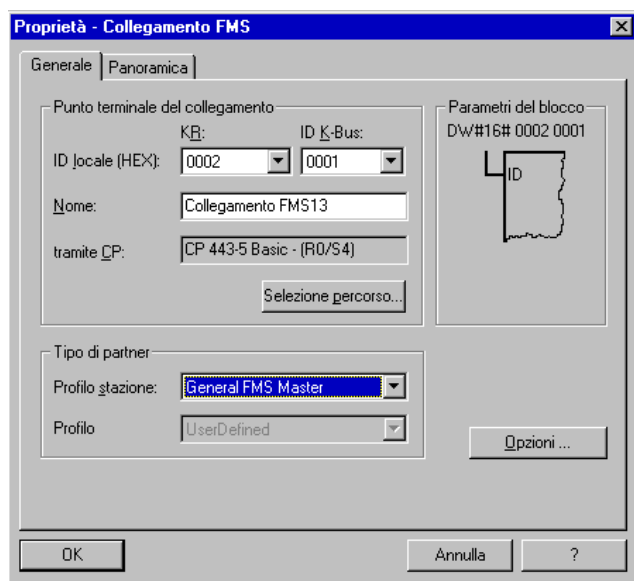 Proprietà - Collegamento FMS
Generale
Panoramica
Punto terminale del collegamento
KR:
ID K-Bus:
ID locale (HEX):
0002
0001
Nome:
Collegamento FMS13
tramite CP:
CP 443-5 Basic - (R0/S4)
Selezione percorso...
Parametri del blocco
DW#16# 0002 0001
ID
Tipo di partner
Profilo stazione:
General FMS Master
Profilo
UserDefined
Opzioni ...
OK
Annulla
?